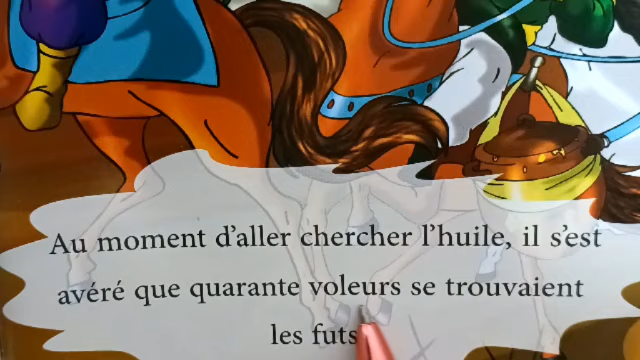 Au moment d'aller chercher l'huile, il s'est
avéré que quarante voleurs se trouvaient
les futs